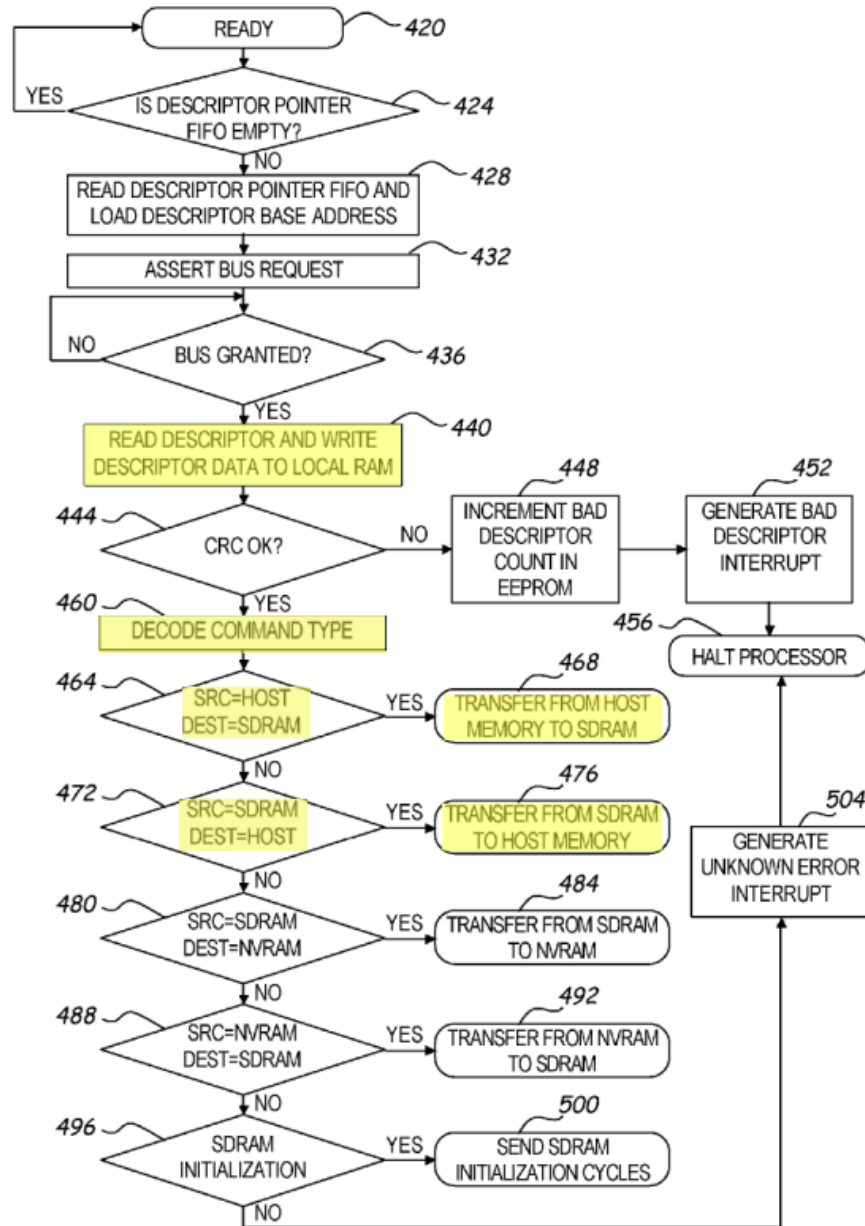 READY
420
YES
IS DESCRIPTOR POINTER
FIFO EMPTY?
424
NO
428
READ DESCRIPTOR POINTER FIFO AND
LOAD DESCRIPTOR BASE ADDRESS
432
ASSERT BUS REQUEST
NO
BUS GRANTED?
436
YES
440
READ DESCRIPTOR AND WRITE
DESCRIPTOR DATA TO LOCAL RAM
444
CRC OK?
NO
448
INCREMENT BAD
DESCRIPTOR
COUNT IN
EEPROM
452
GENERATE BAD
DESCRIPTOR
INTERRUPT
456
HALT PROCESSOR
YES
460
DECODE COMMAND TYPE
464
SRC=HOST
DEST=SDRAM
YES
468
TRANSFER FROM HOST
MEMORY TO SDRAM
NO
472
SRC=SDRAM
DEST=HOST
YES
476
TRANSFER FROM SDRAM
TO HOST MEMORY
504
GENERATE
UNKNOWN ERROR
INTERRUPT
NO
480
SRC=SDRAM
DEST=NVRAM
YES
484
TRANSFER FROM SDRAM
TO NVRAM
NO
488
SRC=NVRAM
DEST=SDRAM
YES
492
TRANSFER FROM NVRAM
TO SDRAM
NO
496
SDRAM
INITIALIZATION
YES
500
SEND SDRAM
INITIALIZATION CYCLES
NO